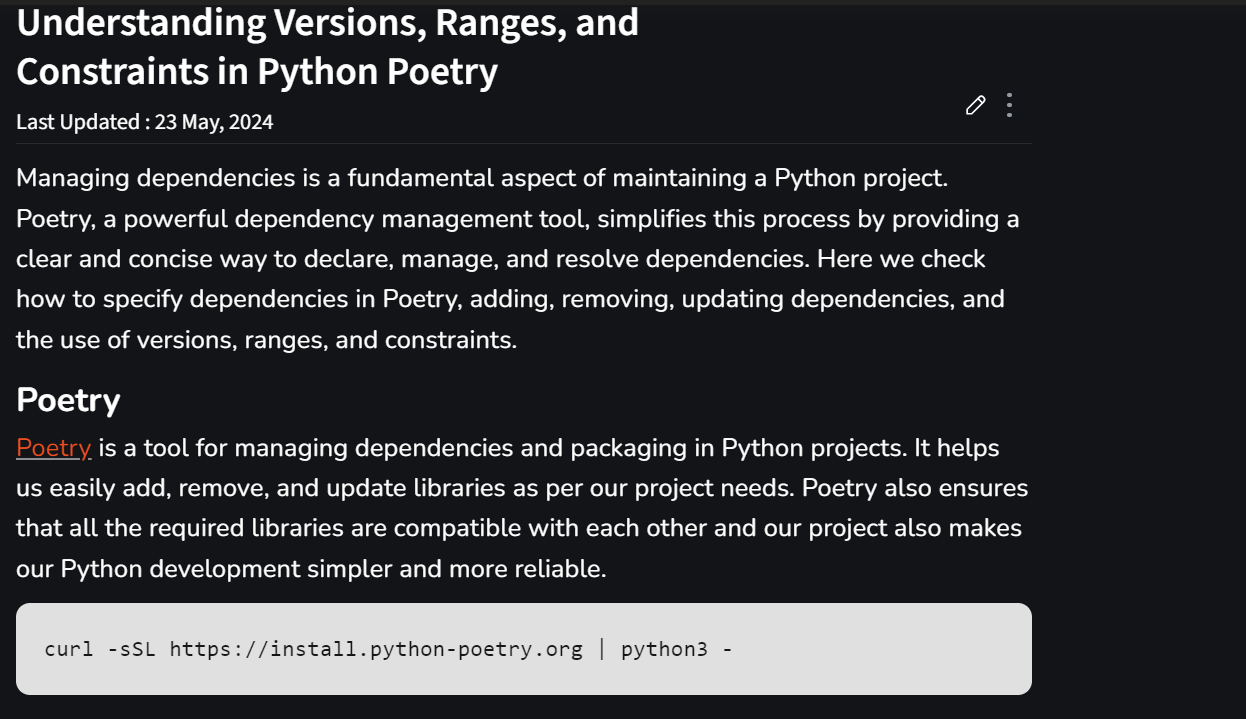 Understanding Versions, Ranges, and
Constraints in Python Poetry
Last Updated : 23 May, 2024
Managing dependencies is a fundamental aspect of maintaining a Python project.
Poetry, a powerful dependency management tool, simplifies this process by providing a
clear and concise way to declare, manage, and resolve dependencies. Here we check
how to specify dependencies in Poetry, adding, removing, updating dependencies, and
the use of versions, ranges, and constraints.
Poetry
Poetry is a tool for managing dependencies and packaging in Python projects. It helps
us easily add, remove, and update libraries as per our project needs. Poetry also ensures
that all the required libraries are compatible with each other and our project also makes
our Python development simpler and more reliable.
curl -sSL https://install.python-poetry.org | python3 -